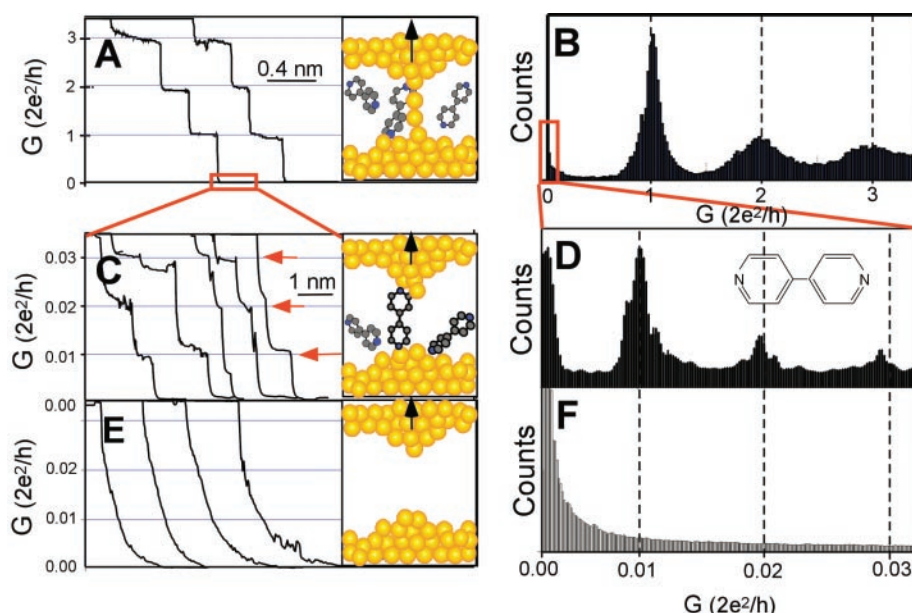 A
G (2e²/h)
3
2
1
0
0.4 nm
B
Counts
0
1
2
3
G (2e²/h)
C
G (2e²/h)
0.03
0.02
0.01
1 nm
D
Counts
N
N
E
G (2e²/h)
0.00
0.02
0.01
0.00
F
Counts
0.00
0.01
0.02
0.03
G (2e²/h)